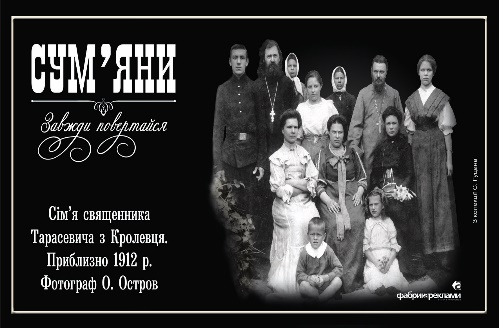 СУМ’ЯНИ
Завжди повертайся
Сім’я священника
Тарасевича з Кролевця.
Приблизно 1912 р.
Фотограф О. Остров
фабрика реклами